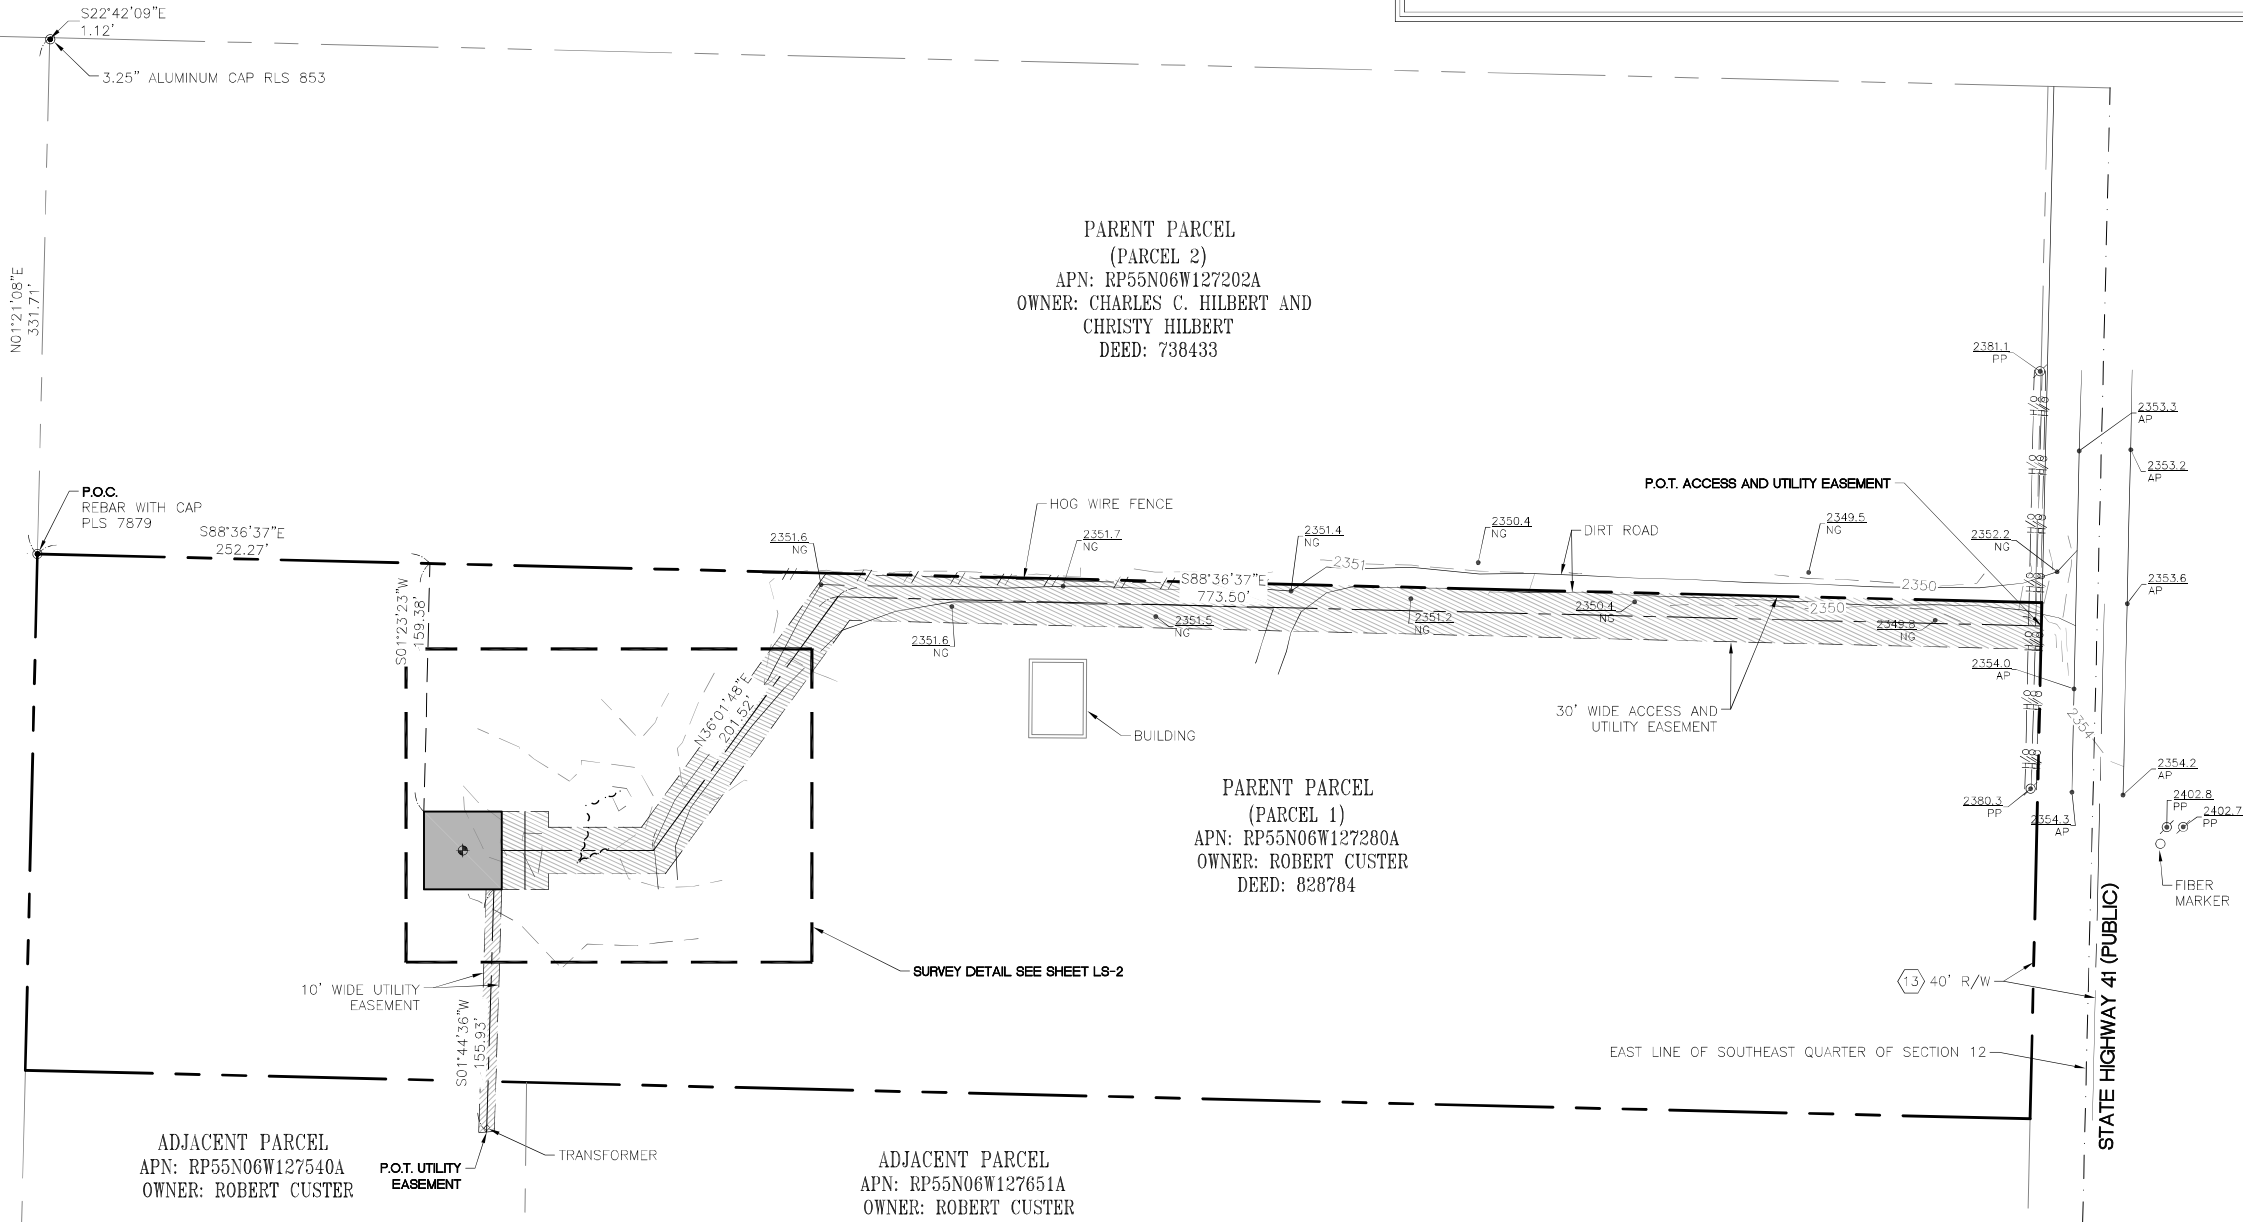 S22°42'09"E
1.12'
3.25" ALUMINUM CAP RLS 853
N01°21'08"E
331.71'
PARENT PARCEL
(PARCEL 2)
APN: RP55N06W127202A
OWNER: CHARLES C. HILBERT AND
CHRISTY HILBERT
DEED: 738433
2381.1
PP
2353.3
AP
2353.2
AP
P.O.C.
REBAR WITH CAP
PLS 7879
S88°36'37"E
252.27'
HOG WIRE FENCE
P.O.T. ACCESS AND UTILITY EASEMENT
2351.6
NG
2351.7
NG
2351.4
NG
2350.4
NG
DIRT ROAD
2349.5
NG
2352.2
NG
2351
S88°36'37"E
773.50'
2350
2353.6
AP
S01°23'23"W
159.38'
2351.6
NG
2351.5
NG
2351.2
NG
2350.4
NG
2350
2349.8
NG
2354.0
AP
O/H
O/H
O/H
O/H
O/H
O/H
O/H
O/H
O/H
O/H
O/H
O/H
O/H
O/H
N36°01'48"E
201.52'
BUILDING
30' WIDE ACCESS AND
UTILITY EASEMENT
2354
2354.2
AP
2380.3
PP
2354.3
AP
2402.8
PP
2402.7
PP
FIBER
MARKER
PARENT PARCEL
(PARCEL 1)
APN: RP55N06W127280A
OWNER: ROBERT CUSTER
DEED: 828784
SURVEY DETAIL SEE SHEET LS-2
10' WIDE UTILITY
EASEMENT
13 40' R/W
STATE HIGHWAY 41 (PUBLIC)
S01°44'36"W
155.93'
EAST LINE OF SOUTHEAST QUARTER OF SECTION 12
ADJACENT PARCEL
APN: RP55N06W127540A
OWNER: ROBERT CUSTER
P.O.T. UTILITY
EASEMENT
TRANSFORMER
ADJACENT PARCEL
APN: RP55N06W127651A
OWNER: ROBERT CUSTER